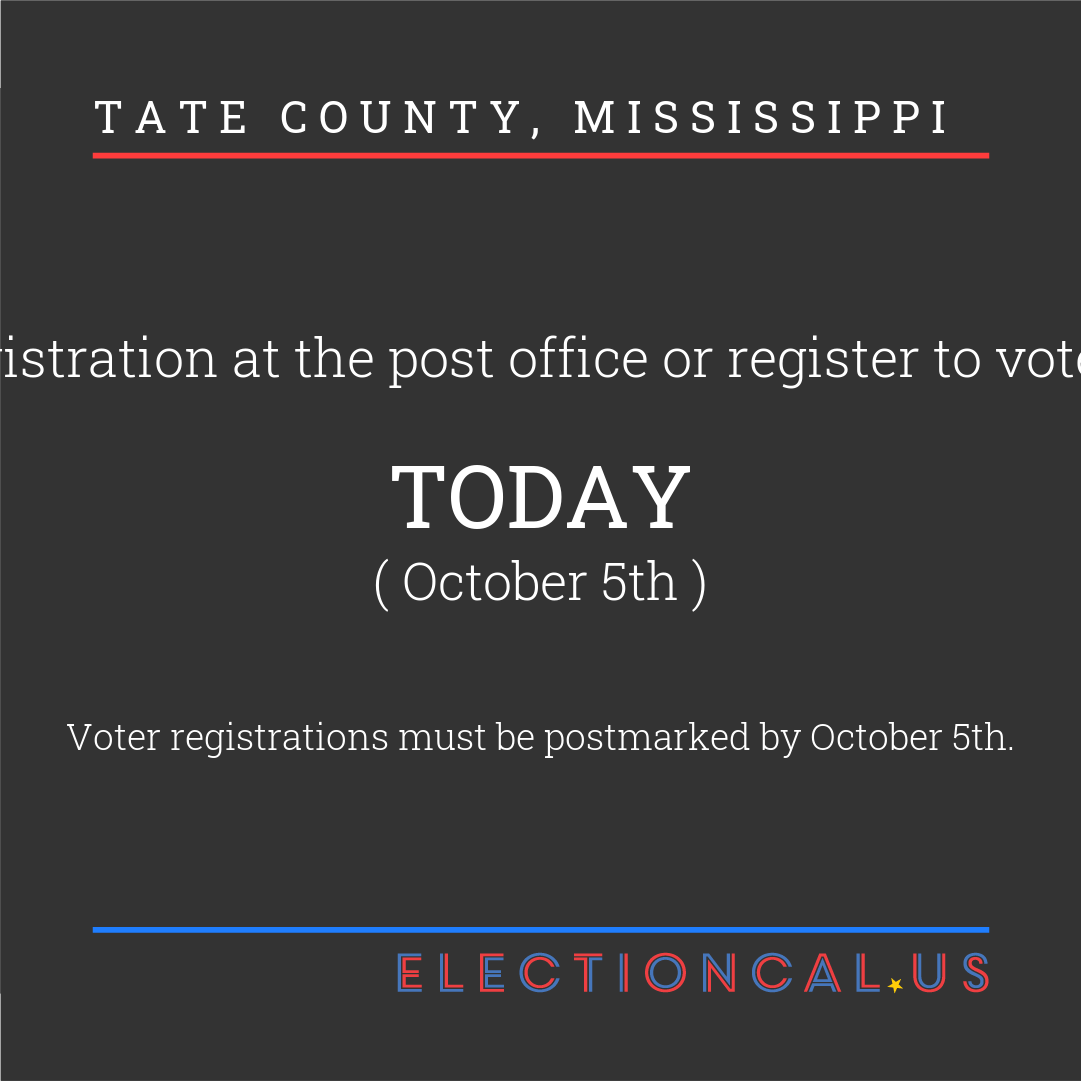 TATE COUNTY, MISSISSIPPI
istration at the post office or register to vot
TODAY
( October 5th )
Voter registrations must be postmarked by October 5th.
ELECTIONCAL.US